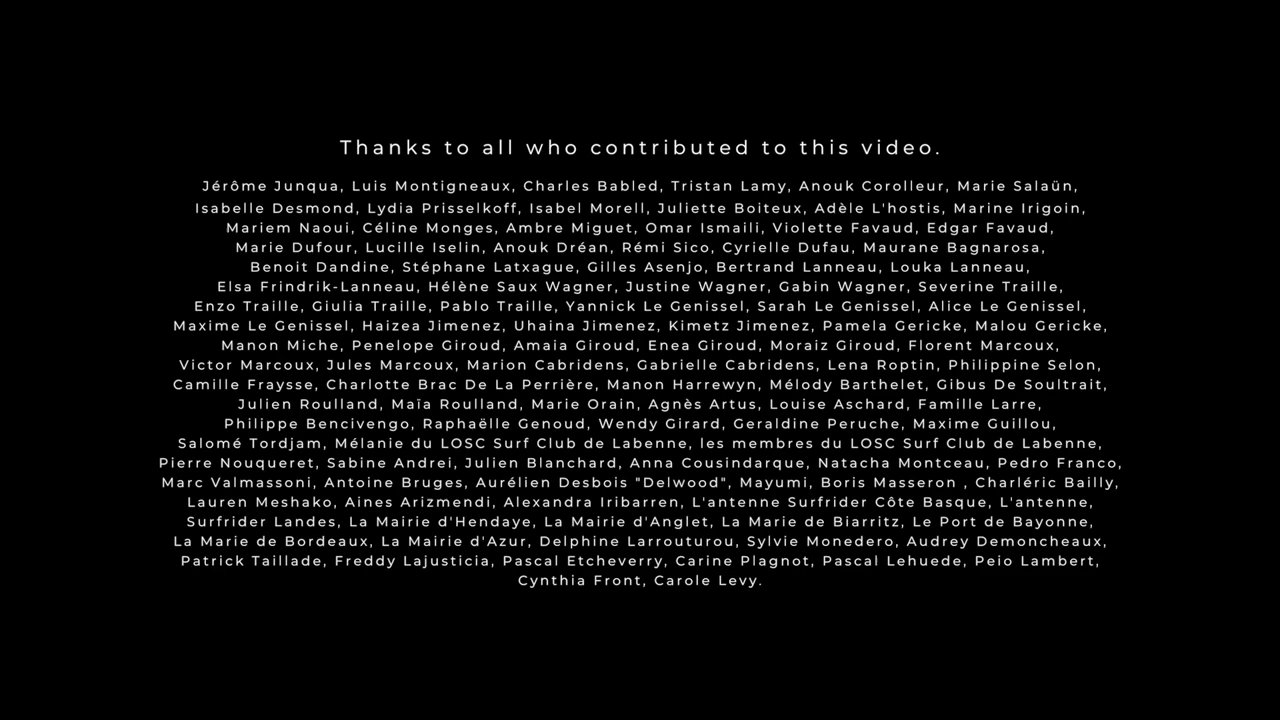 Thanks to all who contributed to this video.
Jérôme Junqua, Luis Montigneaux, Charles Babled, Tristan Lamy, Anouk Corolleur, Marie Salaün,
Isabelle Desmond, Lydia Prisselkoff, Isabel Morell, Juliette Boiteux, Adèle L'hostis, Marine Irigoin,
Mariem Naoui, Céline Monges, Ambre Miguet, Omar Ismaili, Violette Favaud, Edgar Favaud,
Marie Dufour, Lucille Iselin, Anouk Dréan, Rémi Sico, Cyrielle Dufau, Maurane Bagnarosa,
Benoit Dandine, Stéphane Latxague, Gilles Asenjo, Bertrand Lanneau, Louka Lanneau,
Elsa Findrik-Lanneau, Hélène Saux Wagner, Justine Wagner, Gabin Wagner, Severine Traille,
Enzo Traille, Giulia Traille, Pablo Traille, Yannick Le Genissel, Sarah Le Genissel, Alice Le Genissel,
Maxime Le Genissel, Haizea Jimenez, Uhaina Jimenez, Kimetz Jimenez, Pamela Gericke, Malou Gericke,
Manon Miche, Penelope Giroud, Amaia Giroud, Enea Giroud, Moraiz Giroud, Florent Marcoux,
Victor Marcoux, Jules Marcoux, Marion Cabridens, Gabrielle Cabridens, Lena Roptin, Philippine Selon,
Camille Fraysse, Charlotte Brac De La Perrière, Manon Harrewyn, Mélody Barthelet, Gibus De Soultrait,
Julien Roulland, Maïa Roulland, Marie Orain, Agnès Artus, Louise Aschard, Famille Larre,
Philippe Bencivengo, Raphaëlle Genoud, Wendy Girard, Geraldine Peruche, Maxime Guillou,
Salomé Tordjam, Mélanie du LOSC Surf Club de Labenne, les membres du LOSC Surf Club de Labenne,
Pierre Nouqueret, Sabine Andrei, Julien Blanchard, Anna Cousindarque, Natacha Montceau, Pedro Franco,
Marc Valmassoni, Antoine Bruges, Aurélien Desbois "Delwood", Mayumi, Boris Masseron , Charléric Bailly,
Lauren Meshako, Aines Arizmendi, Alexandra Iribarren, L'antenne Surfrider Côte Basque, L'antenne,
Surfrider Landes, La Mairie d'Hendaye, La Mairie d'Anglet, La Marie de Biarritz, Le Port de Bayonne,
La Marie de Bordeaux, La Mairie d'Azur, Delphine Larrouturou, Sylvie Monedero, Audrey Demoncheaux,
Patrick Taillade, Freddy Lajusticia, Pascal Etcheverry, Carine Plagnot, Pascal Lehuede, Peio Lambert,
Cynthia Front, Carole Levy.